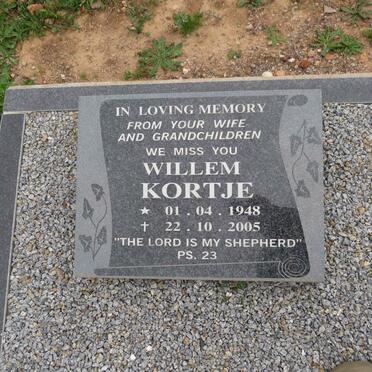 IN LOVING MEMORY
FROM YOUR WIFE
AND GRANDCHILDREN
WE MISS YOU
WILLEM
KORTJE
★ 01 . 04 . 1948
✝ 22 . 10 . 2005
"THE LORD IS MY SHEPHERD"
PS. 23